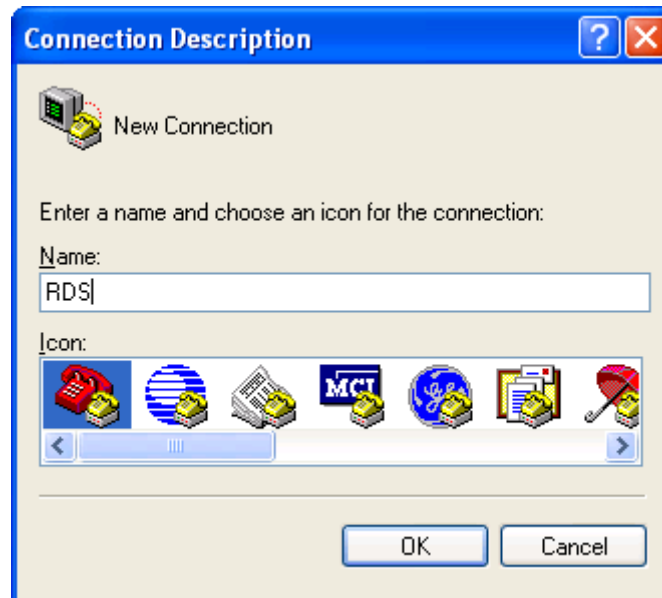 Connection Description
New Connection
Enter a name and choose an icon for the connection:
Name:
RDS
Icon:
MCI
OK
Cancel